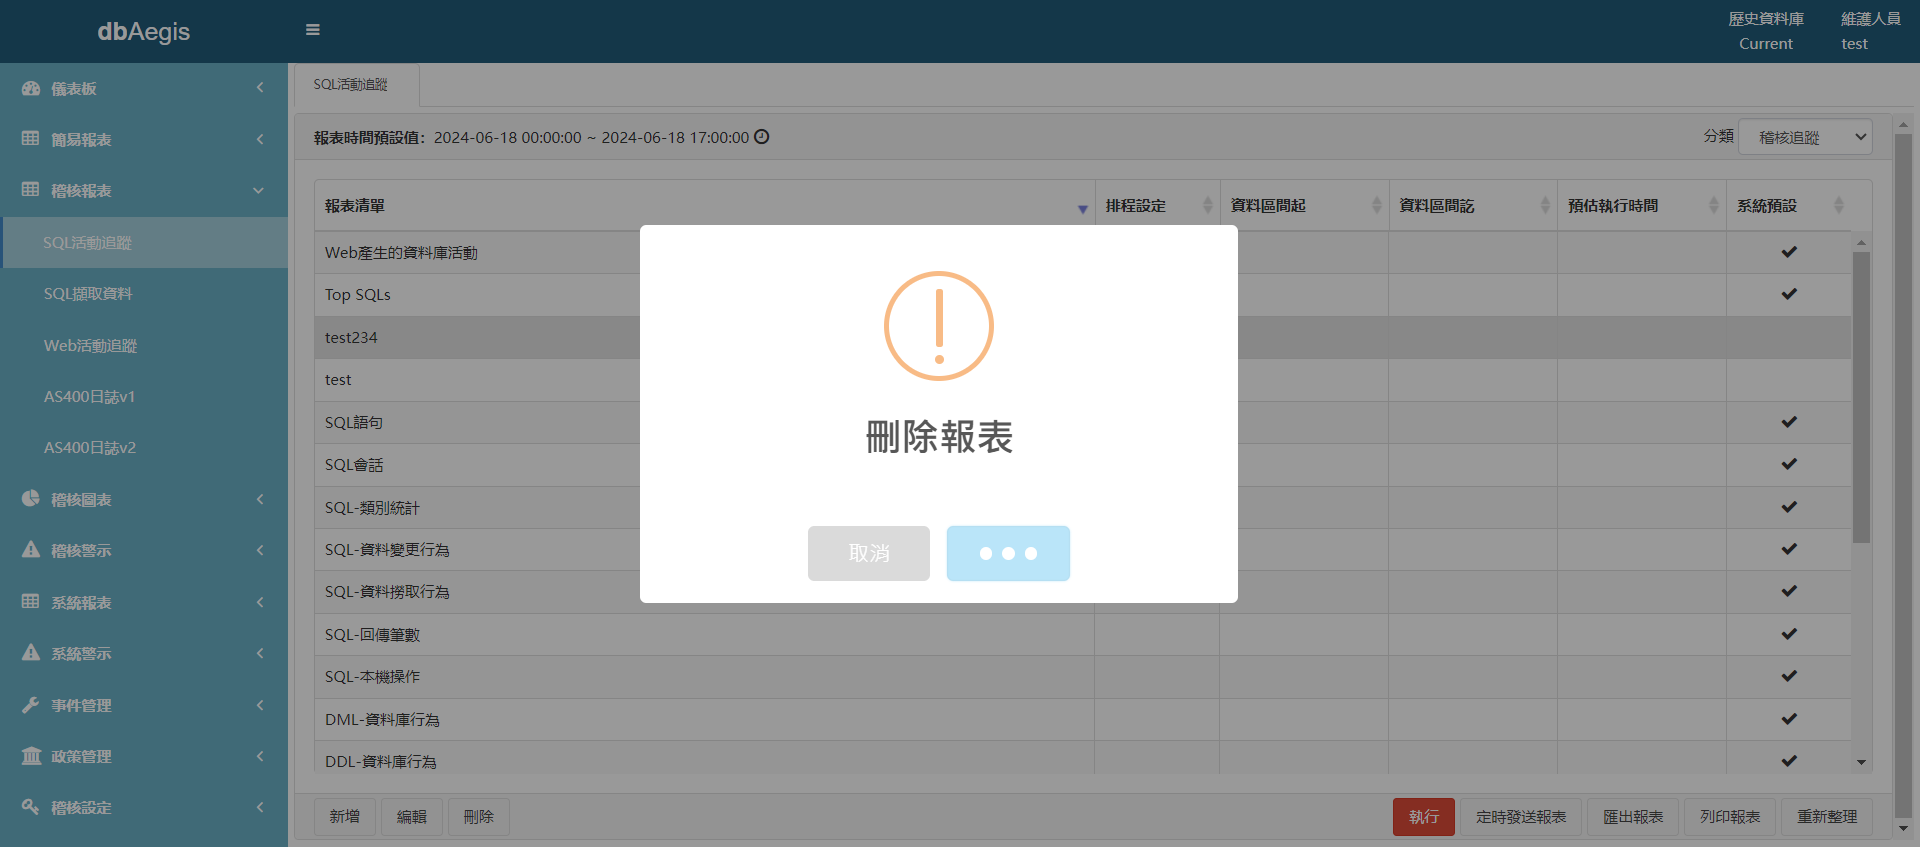 dbAegis
歷史資料庫
Current
維護人員
test
儀表板
簡易報表
稽核報表
SQL活動追蹤
SQL擷取資料
Web活動追蹤
AS400日誌v1
AS400日誌v2
稽核圖表
稽核警示
系統報表
系統警示
事件管理
政策管理
稽核設定
SQL活動追蹤
報表時間預設值: 2024-06-18 00:00:00 ~ 2024-06-18 17:00:00
分類 稽核追蹤
報表清單 排程設定 資料區間起 資料區間訖 預估執行時間 系統預設
Web產生的資料庫活動
Top SQLs
test234
test
SQL語句
SQL會話
SQL-類別統計
SQL-資料變更行為
SQL-資料撈取行為
SQL-回傳筆數
SQL-本機操作
DML-資料庫行為
DDL-資料庫行為
刪除報表
取消
新增 編輯 刪除 執行 定時發送報表 匯出報表 列印報表 重新整理